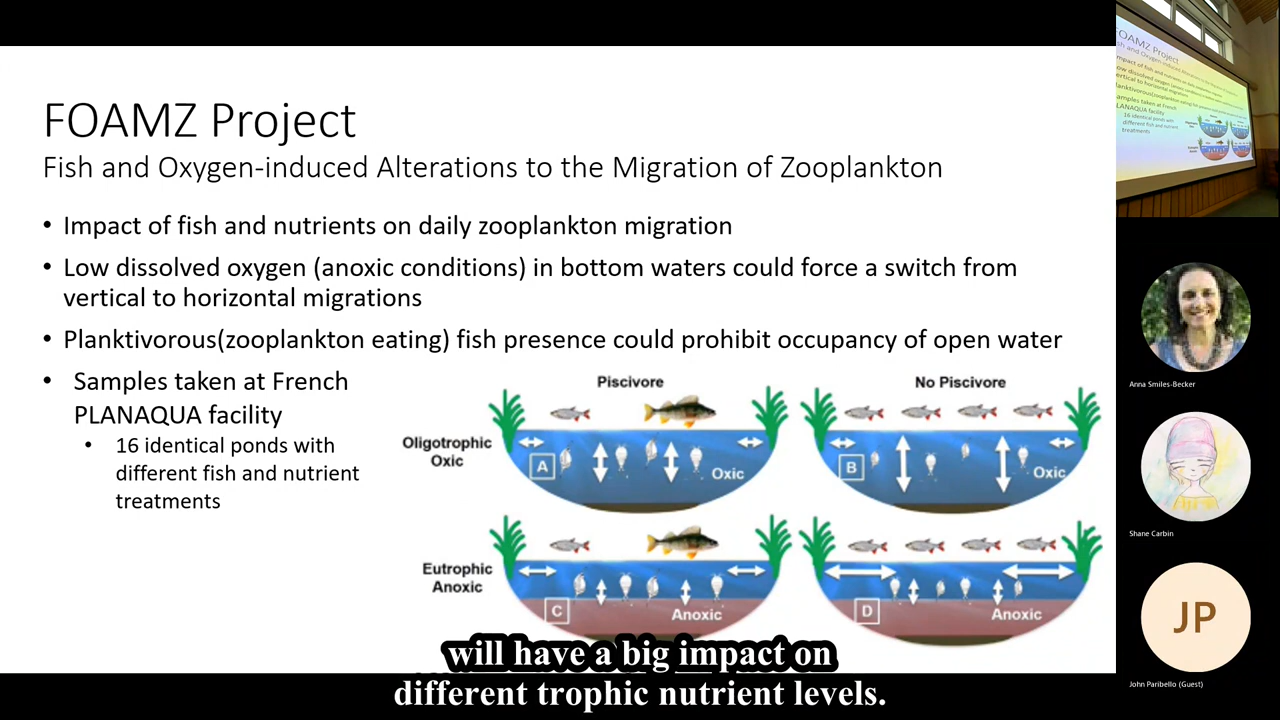 FOAMZ Project
Fish and Oxygen-induced Alterations to the Migration of Zooplankton
• Impact of fish and nutrients on daily zooplankton migration
• Low dissolved oxygen (anoxic conditions) in bottom waters could force a switch from
vertical to horizontal migrations
• Planktivorous(zooplankton eating) fish presence could prohibit occupancy of open water
• Samples taken at French
PLANAQUA facility
• 16 identical ponds with
different fish and nutrient
treatments
Piscivore
No Piscivore
Oligotrophic
Oxic
A
Oxic
B
Oxic
Eutrophic
Anoxic
C
Anoxic
D
Anoxic
will have a big impact on
different trophic nutrient levels.
FOAMZ Project
Anna Smiles-Becker
Shane Carbin
JP
John Paribello (Guest)